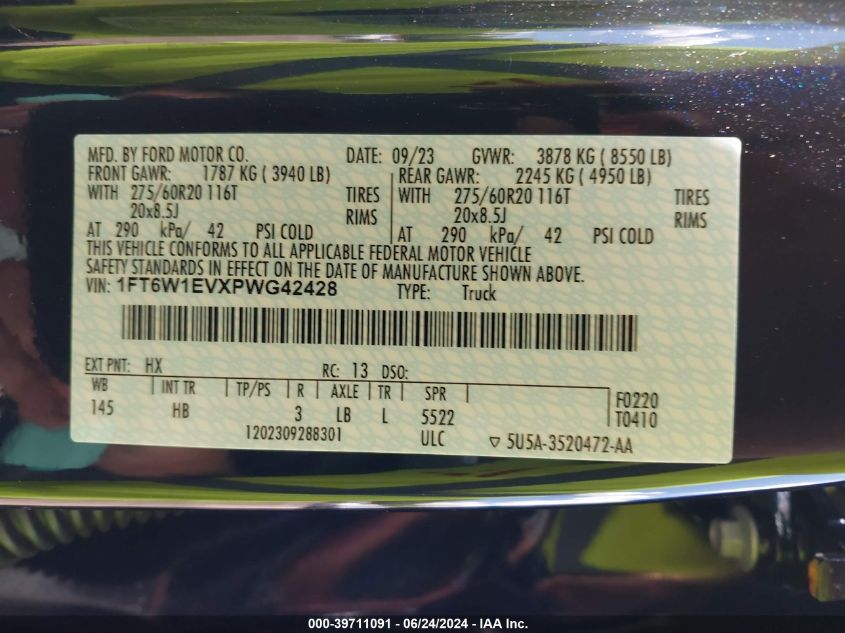 MFD. BY FORD MOTOR CO. DATE: 09/23 GVWR: 3878 KG ( 8550 LB)
FRONT GAWR: 1787 KG ( 3940 LB) REAR GAWR: 2245 KG ( 4950 LB)
WITH 275/60R20 116T TIRES WITH 275/60R20 116T TIRES
20x8.5J RIMS 20x8.5J RIMS
AT 290 kPa/ 42 PSI COLD AT 290 kPa/ 42 PSI COLD
THIS VEHICLE CONFORMS TO ALL APPLICABLE FEDERAL MOTOR VEHICLE
SAFETY STANDARDS IN EFFECT ON THE DATE OF MANUFACTURE SHOWN ABOVE.
VIN: 1FT6W1EVXPWG42428 TYPE: Truck
EXT PNT: HX RC: 13 DSO:
WB INT TR TP/PS R AXLE TR SPR F0220
145 HB 3 LB L 5522 T0410
1202309288301 ULC ▽ 5U5A-3520472-AA
000-39711091 - 06/24/2024 - IAA Inc.